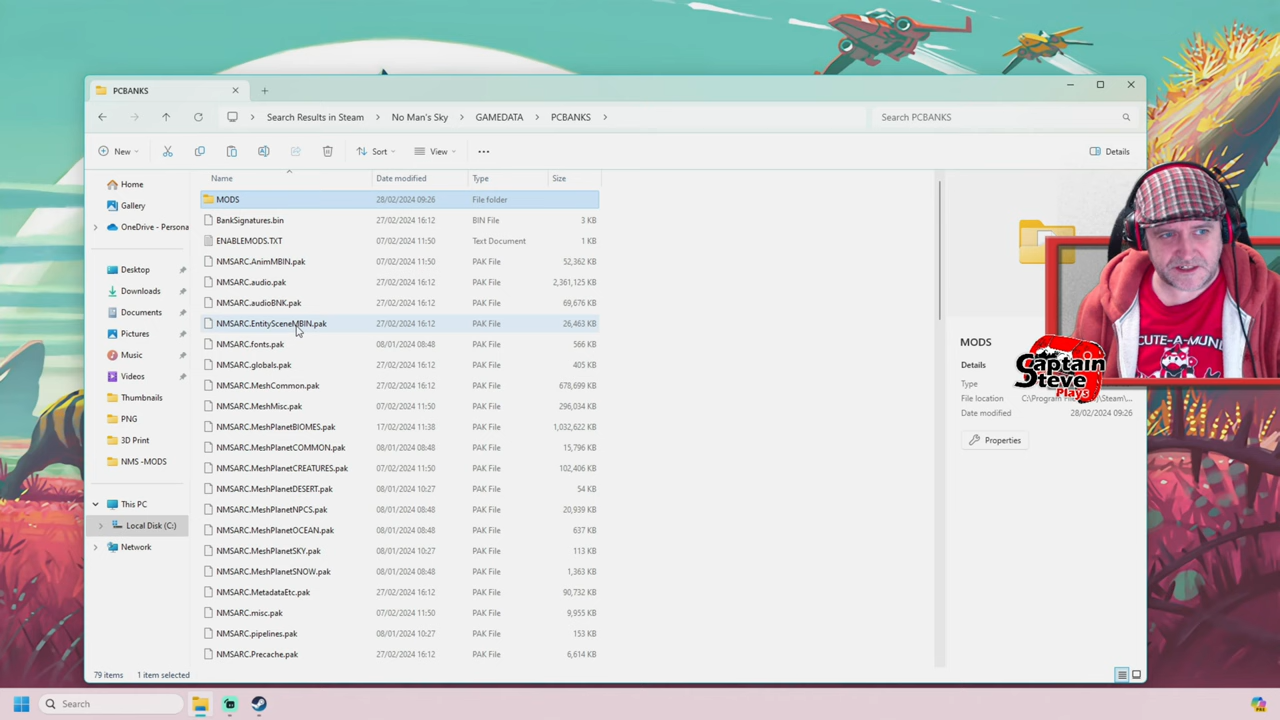 PCBANKS
Search Results in Steam
No Man's Sky
GAMEDATA
PCBANKS
Search PCBANKS
New
Sort
View
Details
Home
Gallery
OneDrive - Persona
Desktop
Downloads
Documents
Pictures
Music
Videos
Thumbnails
PNG
3D Print
NMS -MODS
This PC
Local Disk (C:)
Network
Name Date modified Type Size
MODS 28/02/2024 09:26 File folder
BankSignatures.bin 27/02/2024 16:12 BIN File 3 KB
ENABLEMODS.TXT 07/02/2024 11:50 Text Document 1 KB
NMSARC.AnimMBIN.pak 07/02/2024 11:50 PAK File 52,362 KB
NMSARC.audio.pak 27/02/2024 16:12 PAK File 2,361,125 KB
NMSARC.audioBNK.pak 27/02/2024 16:12 PAK File 69,676 KB
NMSARC.EntitySceneMBIN.pak 27/02/2024 16:12 PAK File 26,463 KB
NMSARC.fonts.pak 08/01/2024 08:48 PAK File 566 KB
NMSARC.globals.pak 27/02/2024 16:12 PAK File 405 KB
NMSARC.MeshCommon.pak 27/02/2024 16:12 PAK File 678,699 KB
NMSARC.MeshMisc.pak 07/02/2024 11:50 PAK File 296,034 KB
NMSARC.MeshPlanetBIOMES.pak 17/02/2024 11:38 PAK File 1,032,622 KB
NMSARC.MeshPlanetCOMMON.pak 08/01/2024 08:48 PAK File 15,796 KB
NMSARC.MeshPlanetCREATURES.pak 07/02/2024 11:50 PAK File 102,406 KB
NMSARC.MeshPlanetDESERT.pak 08/01/2024 10:27 PAK File 54 KB
NMSARC.MeshPlanetNPCS.pak 08/01/2024 08:48 PAK File 20,939 KB
NMSARC.MeshPlanetOCEAN.pak 08/01/2024 08:48 PAK File 637 KB
NMSARC.MeshPlanetSKY.pak 08/01/2024 10:27 PAK File 113 KB
NMSARC.MeshPlanetSNOW.pak 08/01/2024 08:48 PAK File 1,363 KB
NMSARC.MetadataEtc.pak 27/02/2024 16:12 PAK File 90,732 KB
NMSARC.misc.pak 07/02/2024 11:50 PAK File 9,955 KB
NMSARC.pipelines.pak 08/01/2024 10:27 PAK File 153 KB
NMSARC.Precache.pak 27/02/2024 16:12 PAK File 6,614 KB
MODS
Details
Type
File location C:\Program Fil... \Steam\...
Date modified 28/02/2024 09:26
Properties
CUTE-A-MUN
Captain
Steve
Plays
79 items 1 item selected
Search